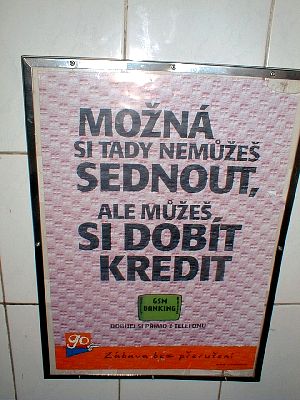 MOŽNÁ
SI TADY NEMŮŽEŠ
SEDNOUT,
ALE MŮŽEŠ
SI DOBÍT
KREDIT
GSM
BANKING
DOBÍJEJ SI PŘÍMO Z TELEFONU
go
Zábava bez přerušení